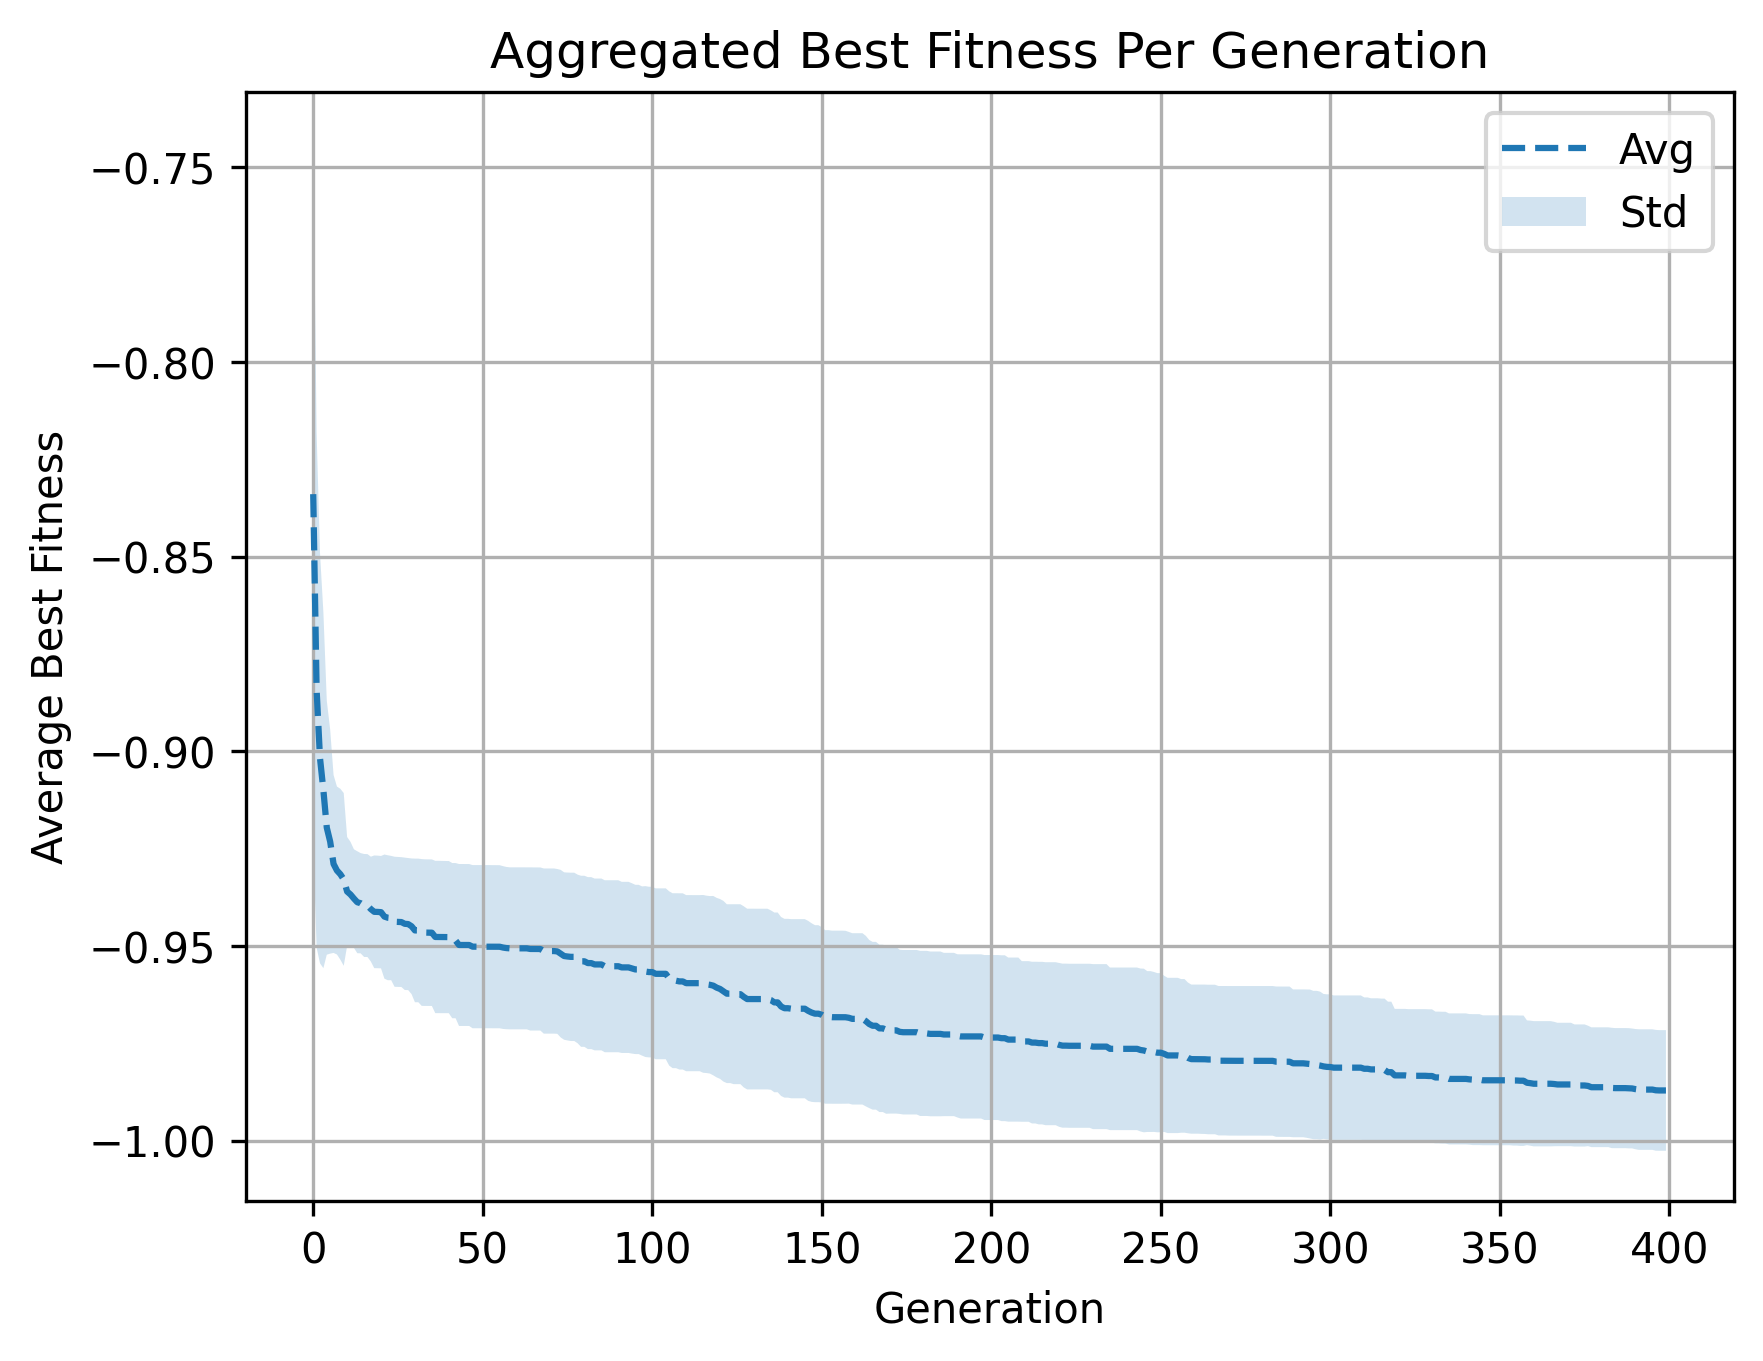 Aggregated Best Fitness Per Generation
Avg
Std
Average Best Fitness
−0.75
−0.80
−0.85
−0.90
−0.95
−1.00
0 50 100 150 200 250 300 350 400
Generation